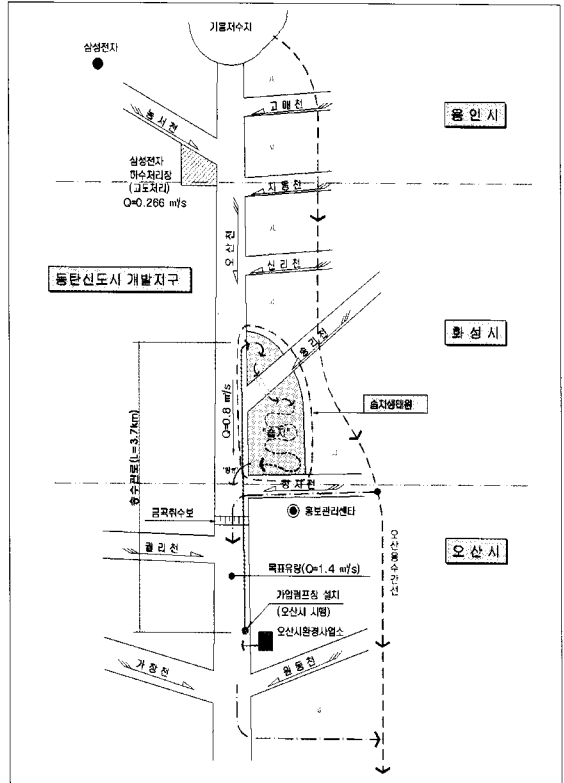 기흥저수지
삼성전자
고매천
용인시
농서천
삼성전자
하수처리장
(고도처리)
Q=0.266 m³/s
지동천
오산천
신리천
동탄신도시 개발지구
화성시
송수관로(L=3.7km)
Q=0.8 m³/s
습지생태원
"습지"
장지천
금곡취수보
홍보관리센타
오산용수간선
오산시
궐리천
목표유량(Q=1.4 m³/s)
가압펌프장 설치
(오산시 시행)
오산시환경사업소
가장천
원동천